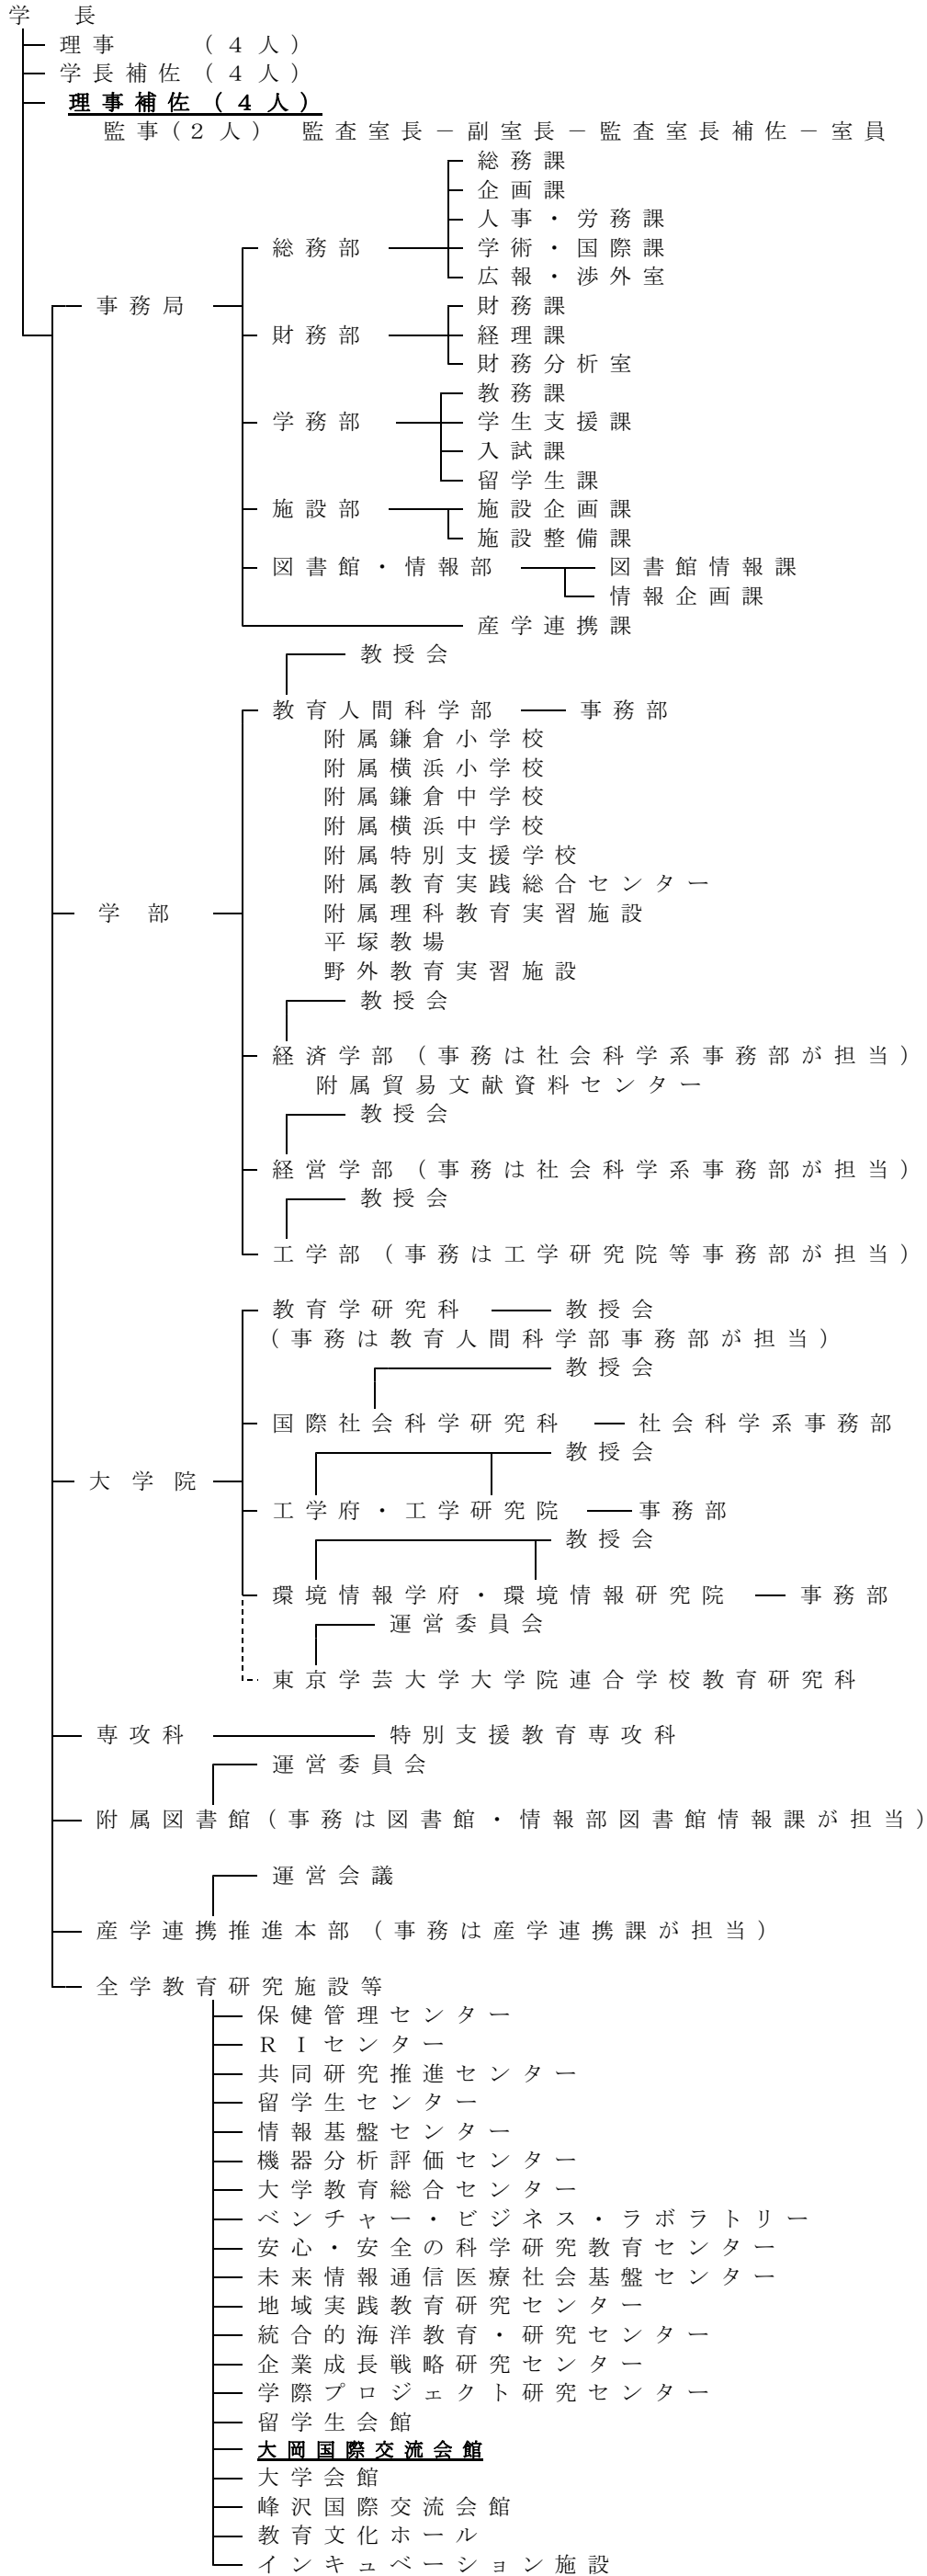 学　長
理事　（４人）
学長補佐（４人）
理事補佐（４人）
監事（２人）　監査室長－副室長－監査室長補佐－室員
総務課
企画課
人事・労務課
総務部　学術・国際課
広報・渉外室
事務局　財務課
財務部　経理課
財務分析室
教務課
学務部　学生支援課
入試課
留学生課
施設部　施設企画課
施設整備課
図書館・情報部　図書館情報課
情報企画課
産学連携課
教授会
教育人間科学部　事務部
附属鎌倉小学校
附属横浜小学校
附属鎌倉中学校
附属横浜中学校
附属特別支援学校
附属教育実践総合センター
学部　附属理科教育実習施設
平塚教場
野外教育実習施設
教授会
経済学部（事務は社会科学系事務部が担当）
附属貿易文献資料センター
教授会
経営学部（事務は社会科学系事務部が担当）
教授会
工学部（事務は工学研究院等事務部が担当）
教育学研究科　教授会
（事務は教育人間科学部事務部が担当）
教授会
国際社会科学研究科　社会科学系事務部
教授会
大学院
工学府・工学研究院　事務部
教授会
環境情報学府・環境情報研究院　事務部
運営委員会
東京学芸大学大学院連合学校教育研究科
専攻科　特別支援教育専攻科
運営委員会
附属図書館（事務は図書館・情報部図書館情報課が担当）
運営会議
産学連携推進本部（事務は産学連携課が担当）
全学教育研究施設等
保健管理センター
ＲＩセンター
共同研究推進センター
留学生センター
情報基盤センター
機器分析評価センター
大学教育総合センター
ベンチャー・ビジネス・ラボラトリー
安心・安全の科学研究教育センター
未来情報通信医療社会基盤センター
地域実践教育研究センター
統合的海洋教育・研究センター
企業成長戦略研究センター
学際プロジェクト研究センター
留学生会館
大岡国際交流会館
大学会館
峰沢国際交流会館
教育文化ホール
インキュベーション施設